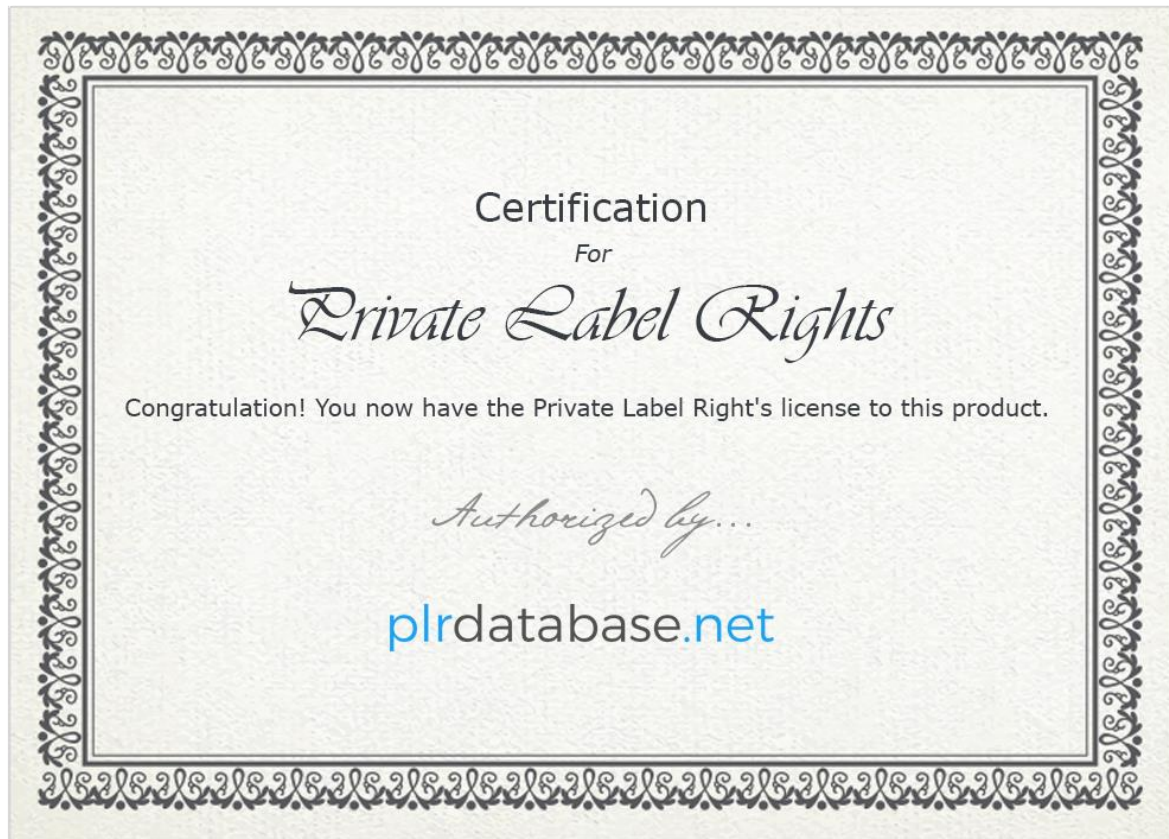 Certification
For
Private Label Rights
Congratulation! You now have the Private Label Right's license to this product.
Authorized by...
plrdatabase.net